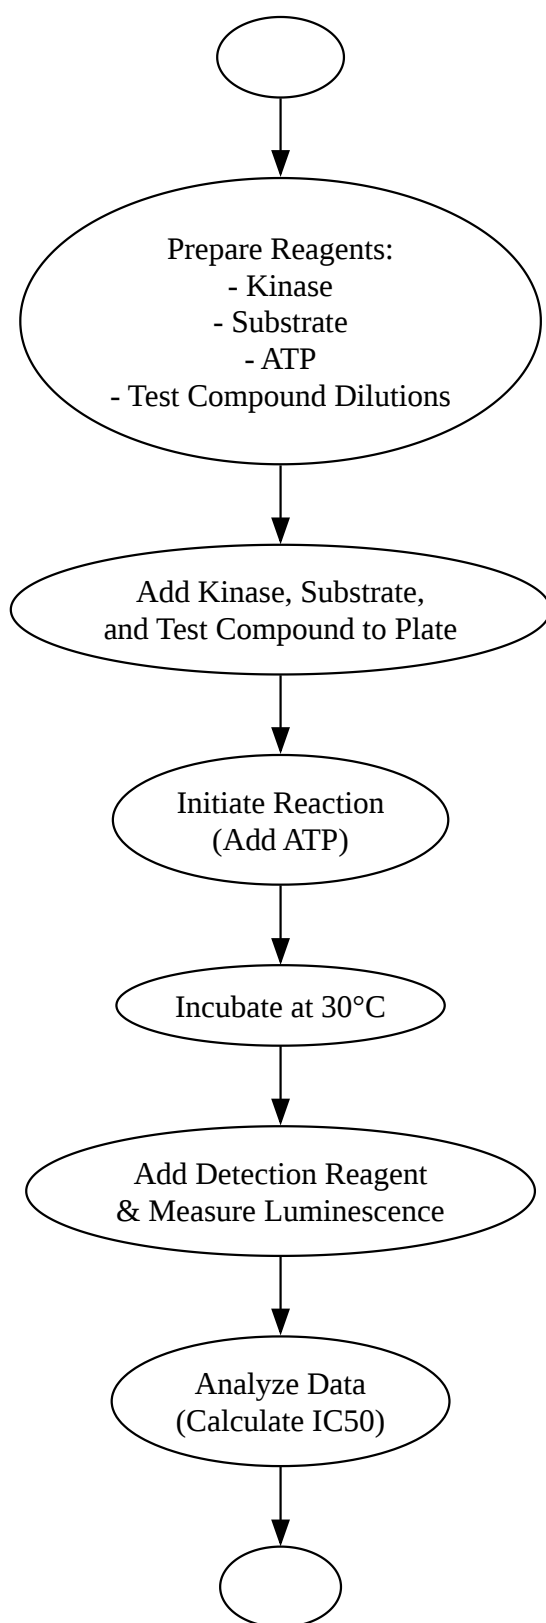 Prepare Reagents:
- Kinase
- Substrate
- ATP
- Test Compound Dilutions
Add Kinase, Substrate,
and Test Compound to Plate
Initiate Reaction
(Add ATP)
Incubate at 30°C
Add Detection Reagent
& Measure Luminescence
Analyze Data
(Calculate IC50)